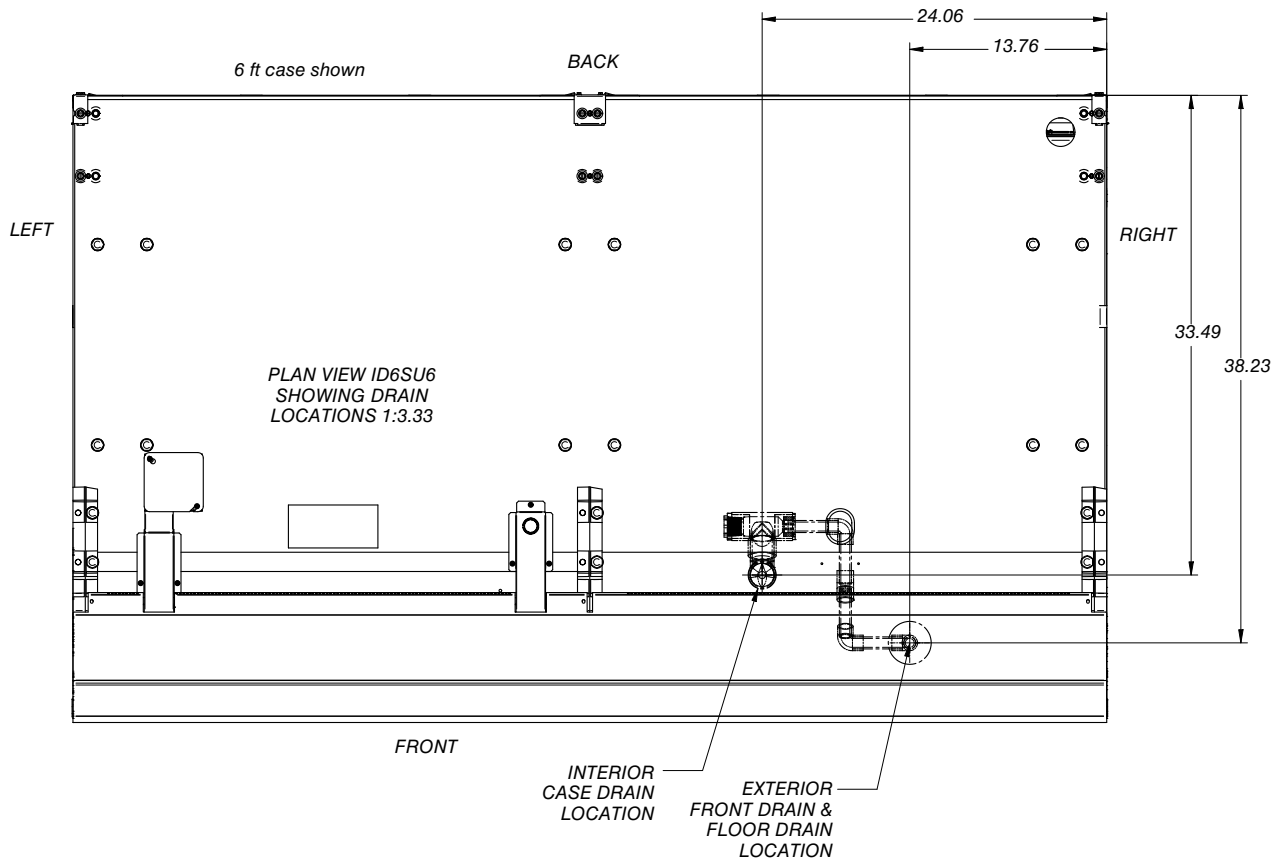 24.06
13.76
6 ft case shown
BACK
LEFT
RIGHT
33.49
38.23
PLAN VIEW ID6SU6
SHOWING DRAIN
LOCATIONS 1:3.33
FRONT
INTERIOR
CASE DRAIN
LOCATION
EXTERIOR
FRONT DRAIN &
FLOOR DRAIN
LOCATION